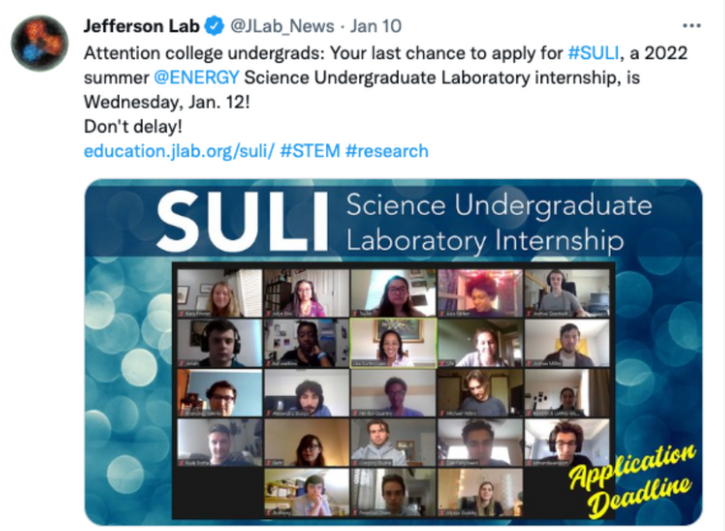 Jefferson Lab @JLab_News · Jan 10
Attention college undergrads: Your last chance to apply for #SULI, a 2022
summer @ENERGY Science Undergraduate Laboratory internship, is
Wednesday, Jan. 12!
Don't delay!
education.jlab.org/suli/ #STEM #research
SULI
Science Undergraduate
Laboratory Internship
Application
Deadline